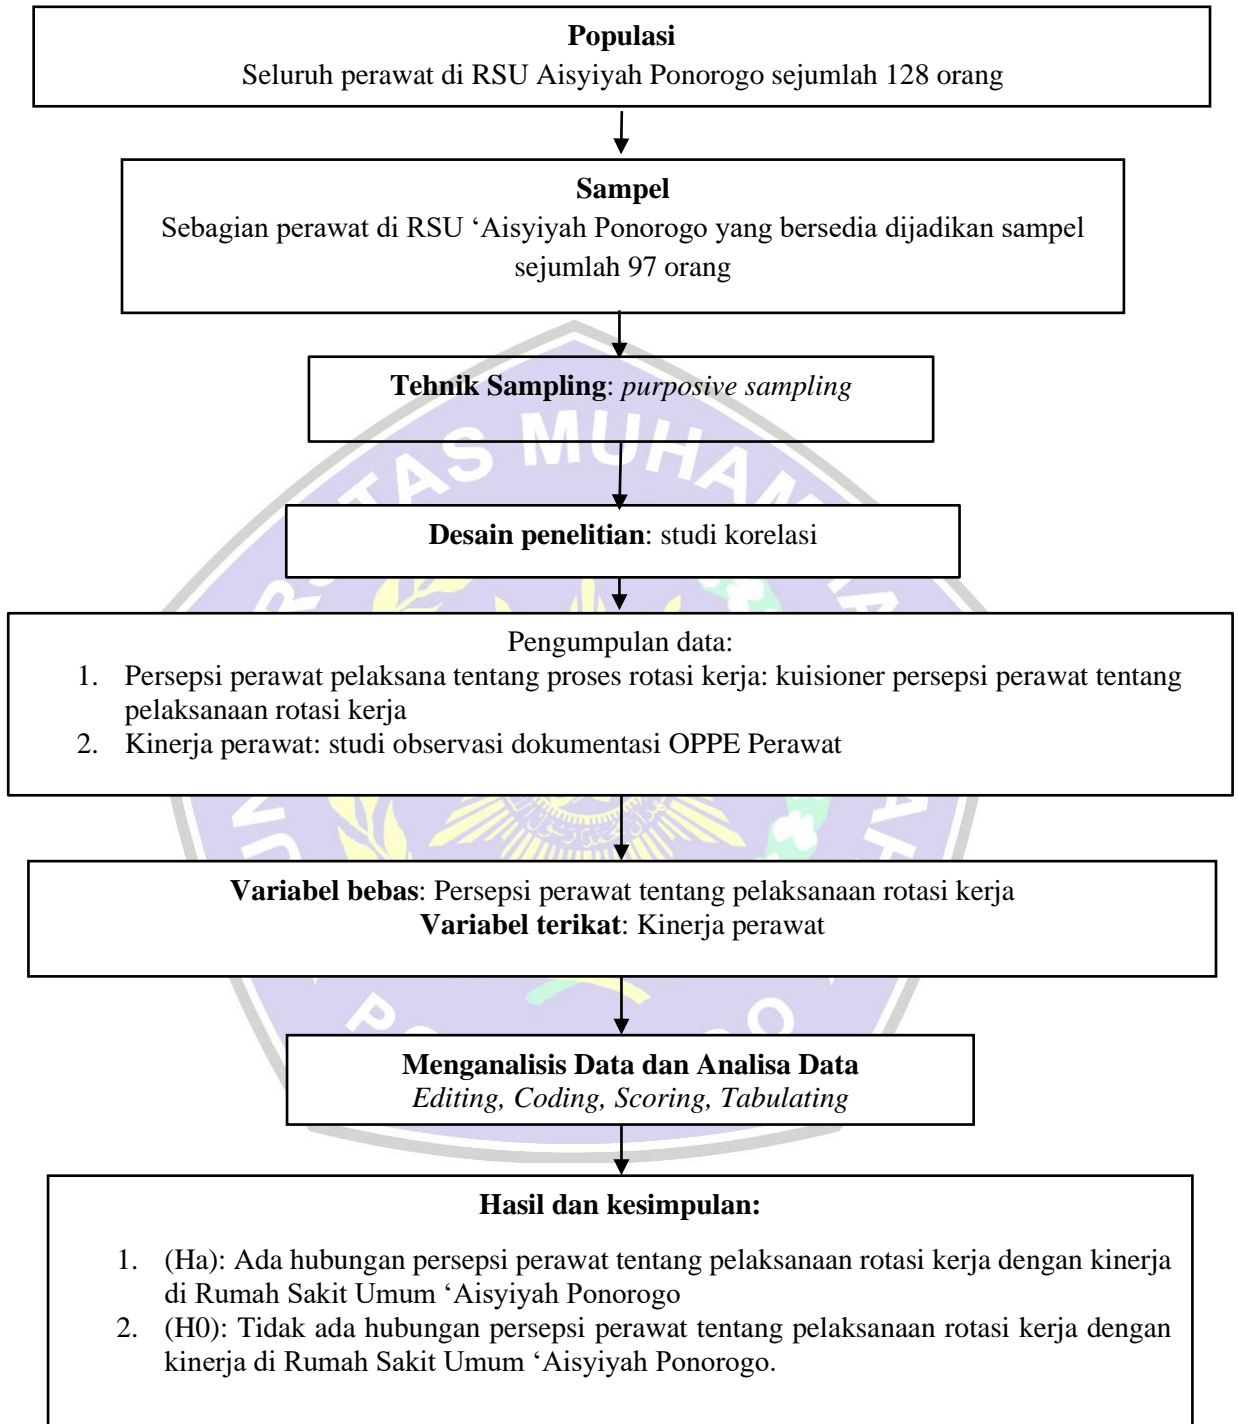 Populasi
Seluruh perawat di RSU Aisyiyah Ponorogo sejumlah 128 orang
Sampel
Sebagian perawat di RSU ‘Aisyiyah Ponorogo yang bersedia dijadikan sampel
sejumlah 97 orang
Tehnik Sampling: purposive sampling
Desain penelitian: studi korelasi
Pengumpulan data:
1. Persepsi perawat pelaksana tentang proses rotasi kerja: kuisioner persepsi perawat tentang
pelaksanaan rotasi kerja
2. Kinerja perawat: studi observasi dokumentasi OPPE Perawat
Variabel bebas: Persepsi perawat tentang pelaksanaan rotasi kerja
Variabel terikat: Kinerja perawat
Menganalisis Data dan Analisa Data
Editing, Coding, Scoring, Tabulating
Hasil dan kesimpulan:
1. (Ha): Ada hubungan persepsi perawat tentang pelaksanaan rotasi kerja dengan kinerja
di Rumah Sakit Umum ‘Aisyiyah Ponorogo
2. (H0): Tidak ada hubungan persepsi perawat tentang pelaksanaan rotasi kerja dengan
kinerja di Rumah Sakit Umum ‘Aisyiyah Ponorogo.